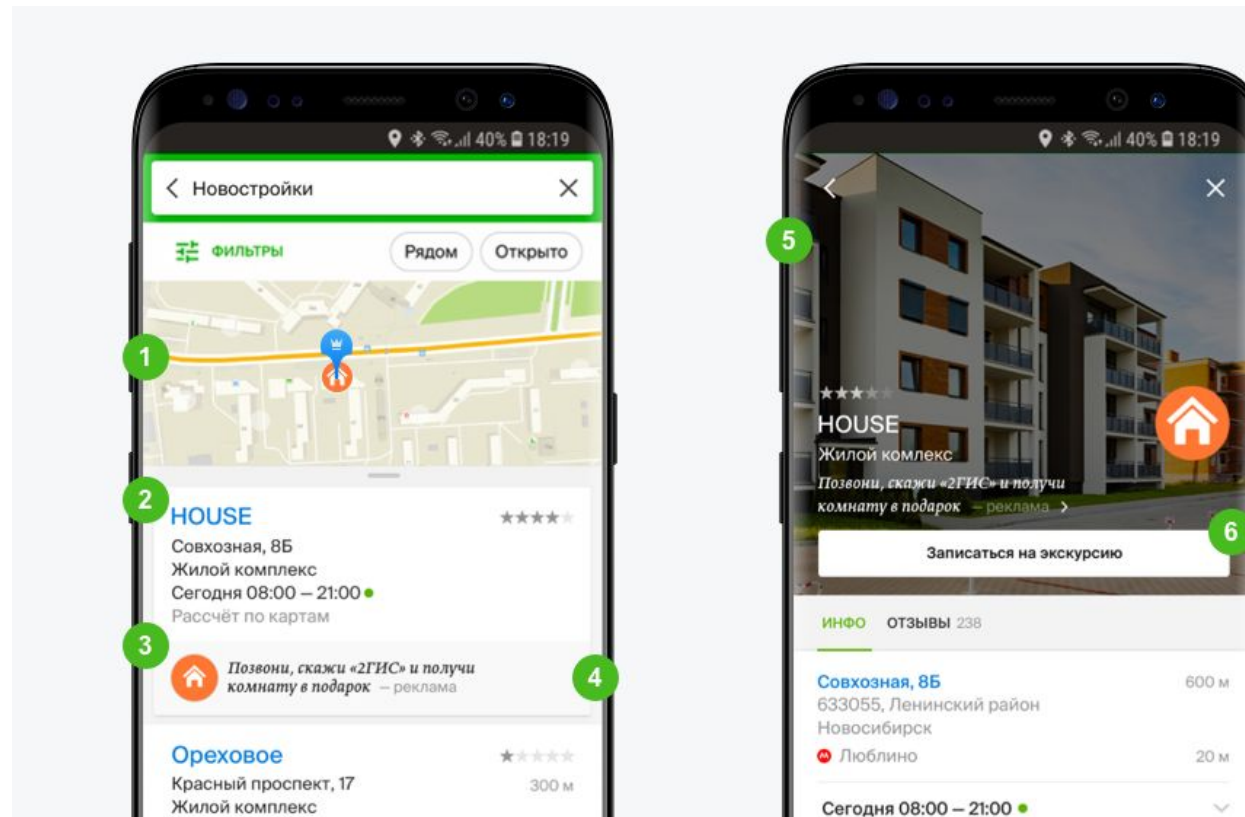 40% 18:19
Новостройки
ФИЛЬТРЫ
Рядом
Открыто
1
2
HOUSE
Совхозная, 8Б
Жилой комплекс
Сегодня 08:00 – 21:00
Рассчёт по картам
3
Позвони, скажи «2ГИС» и получи
комнату в подарок – реклама
4
Ореховое
Красный проспект, 17
300 м
Жилой комплекс
40% 18:19
5
HOUSE
Жилой комлекс
Позвони, скажи «2ГИС» и получи
комнату в подарок – реклама
6
Записаться на экскурсию
ИНФО ОТЗЫВЫ 238
Совхозная, 8Б
600 м
633055, Ленинский район
Новосибирск
Люблино
20 м
Сегодня 08:00 – 21:00